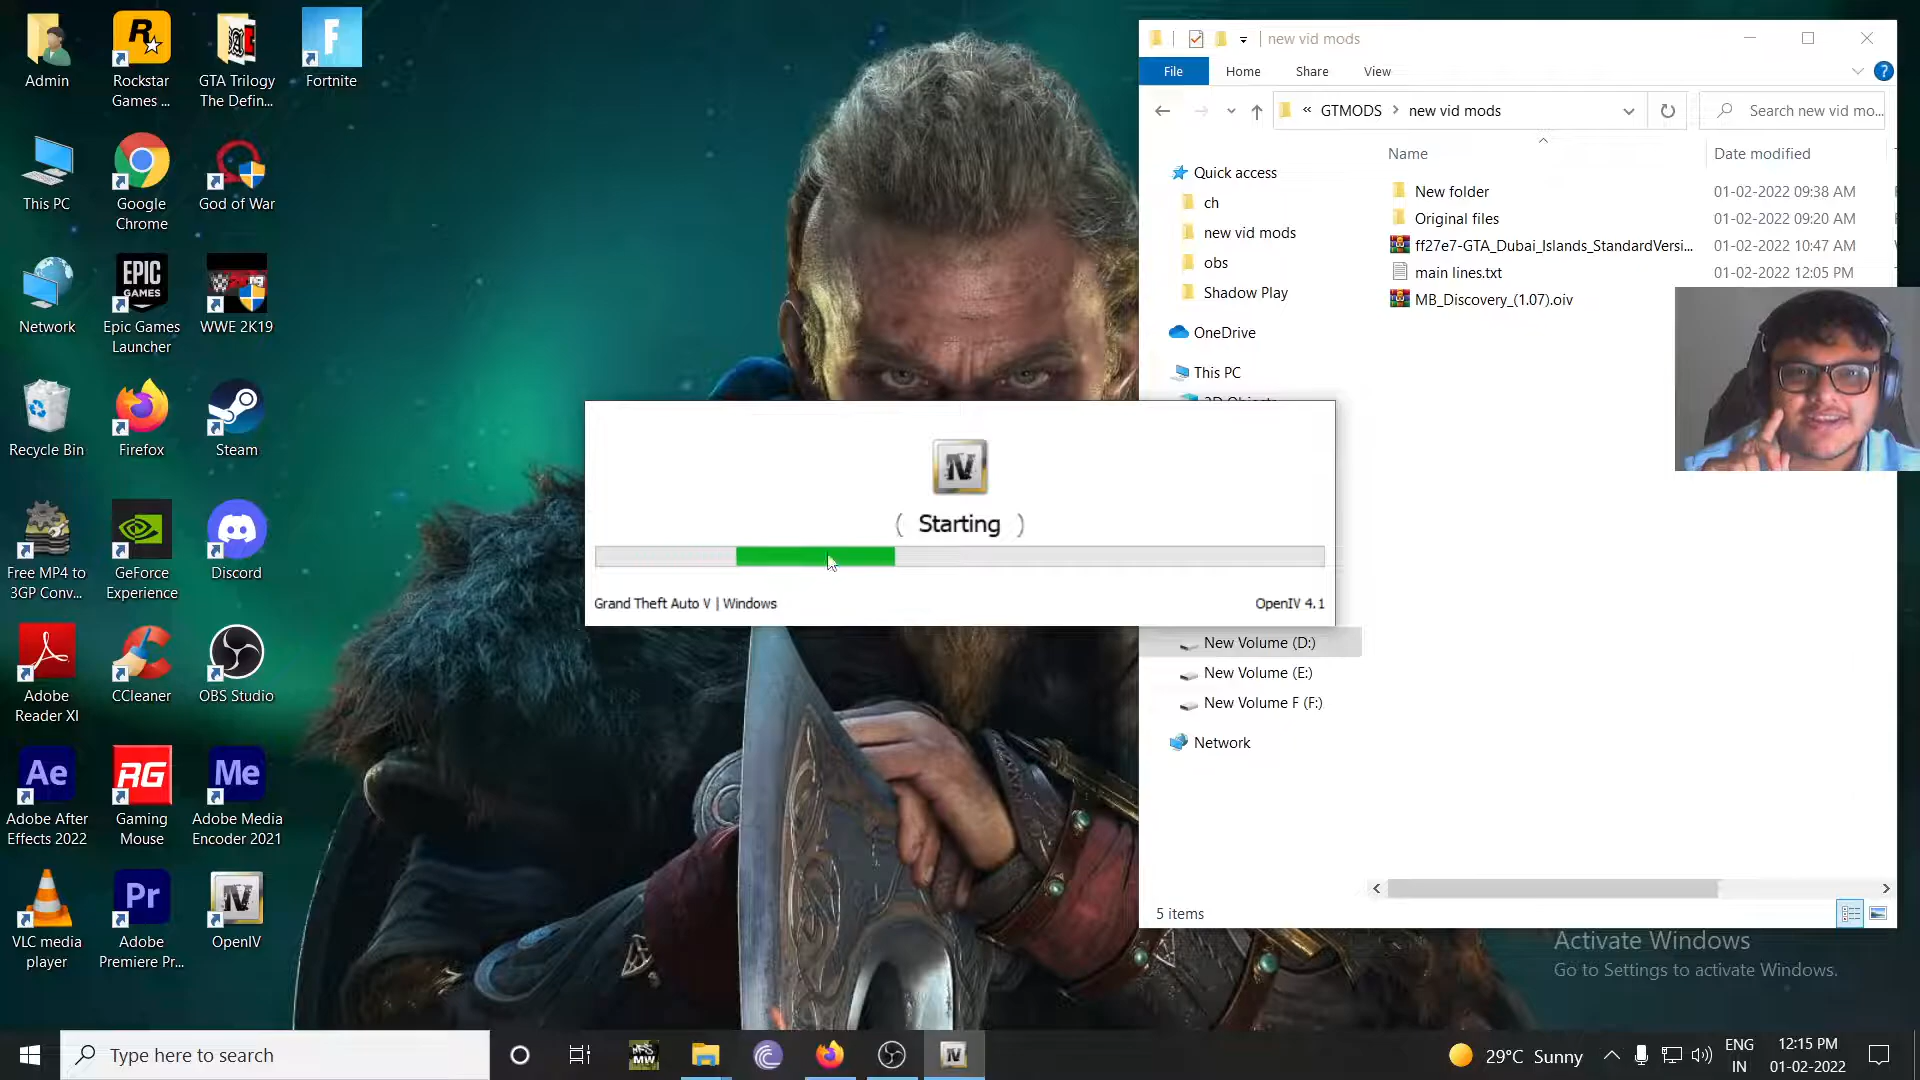 Admin
Rockstar
Games ...
GTA Trilogy
The Defin...
Fortnite
This PC
Google
Chrome
God of War
Network
EPIC
GAMES
Epic Games
Launcher
WWE 2K19
Recycle Bin
Firefox
Steam
Free MP4 to
3GP Conv...
GeForce
Experience
Discord
Adobe
Reader XI
CCleaner
OBS Studio
Ae
Adobe After
Effects 2022
RG
Gaming
Mouse
Me
Adobe Media
Encoder 2021
VLC media
player
Pr
Adobe
Premiere Pr...
IV
OpenIV
new vid mods
File
Home
Share
View
« GTMODS > new vid mods
Search new vid mo...
Name
Date modified
Quick access
ch
new vid mods
obs
Shadow Play
OneDrive
This PC
New Volume (D:)
New Volume (E:)
New Volume F (F:)
Network
New folder 01-02-2022 09:38 AM
Original files 01-02-2022 09:20 AM
ff27e7-GTA_Dubai_Islands_StandardVersi... 01-02-2022 10:47 AM
main lines.txt 01-02-2022 12:05 PM
MB_Discovery_(1.07).oiv
5 items
IV
( Starting )
Grand Theft Auto V | Windows
OpenIV 4.1
Activate Windows
Go to Settings to activate Windows.
Type here to search
MW
IV
29°C Sunny
ENG
IN
12:15 PM
01-02-2022